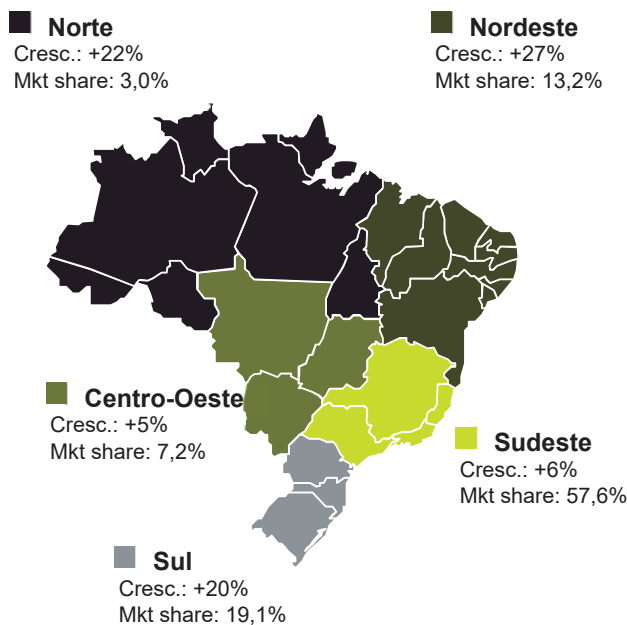 Norte
Cresc.: +22%
Mkt share: 3,0%
Nordeste
Cresc.: +27%
Mkt share: 13,2%
Centro-Oeste
Cresc.: +5%
Mkt share: 7,2%
Sudeste
Cresc.: +6%
Mkt share: 57,6%
Sul
Cresc.: +20%
Mkt share: 19,1%